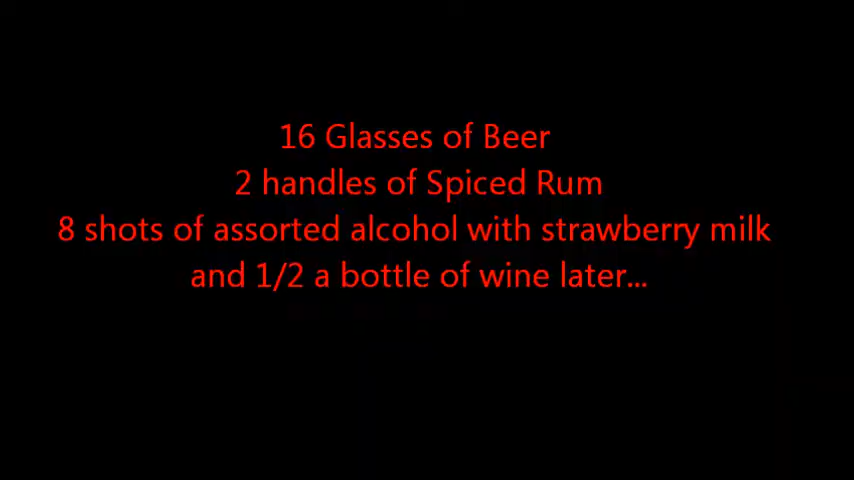 16 Glasses of Beer
2 handles of Spiced Rum
8 shots of assorted alcohol with strawberry milk
and 1/2 a bottle of wine later...